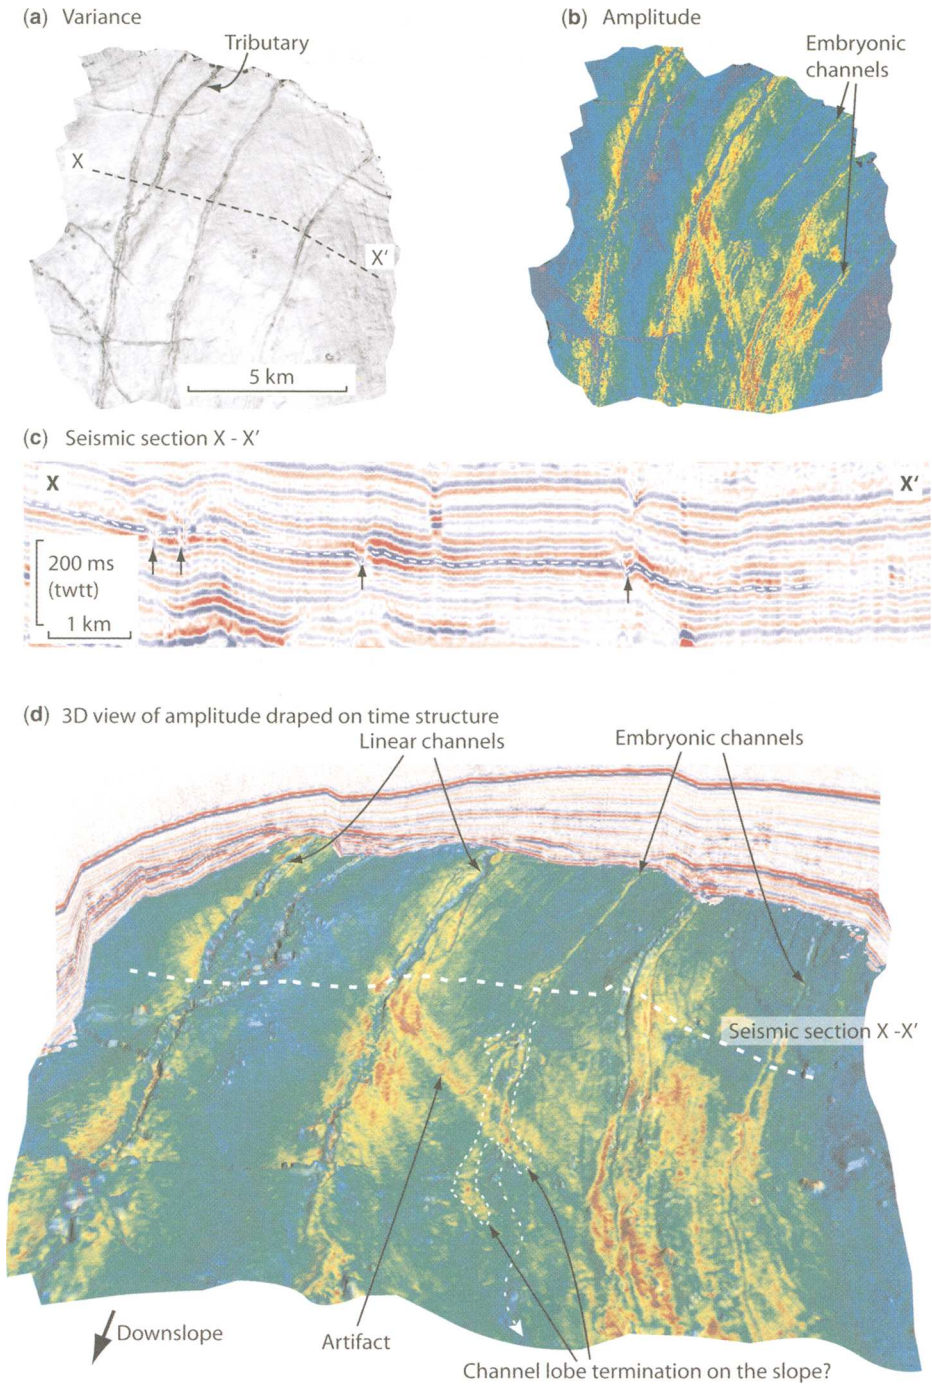 (a) Variance
(b) Amplitude
Tributary
Embryonic
channels
X
X'
5 km
(c) Seismic section X - X'
X
X'
200 ms
(twtt)
1 km
(d) 3D view of amplitude draped on time structure
Linear channels
Embryonic channels
Seismic section X -X'
Downslope
Artifact
Channel lobe termination on the slope?